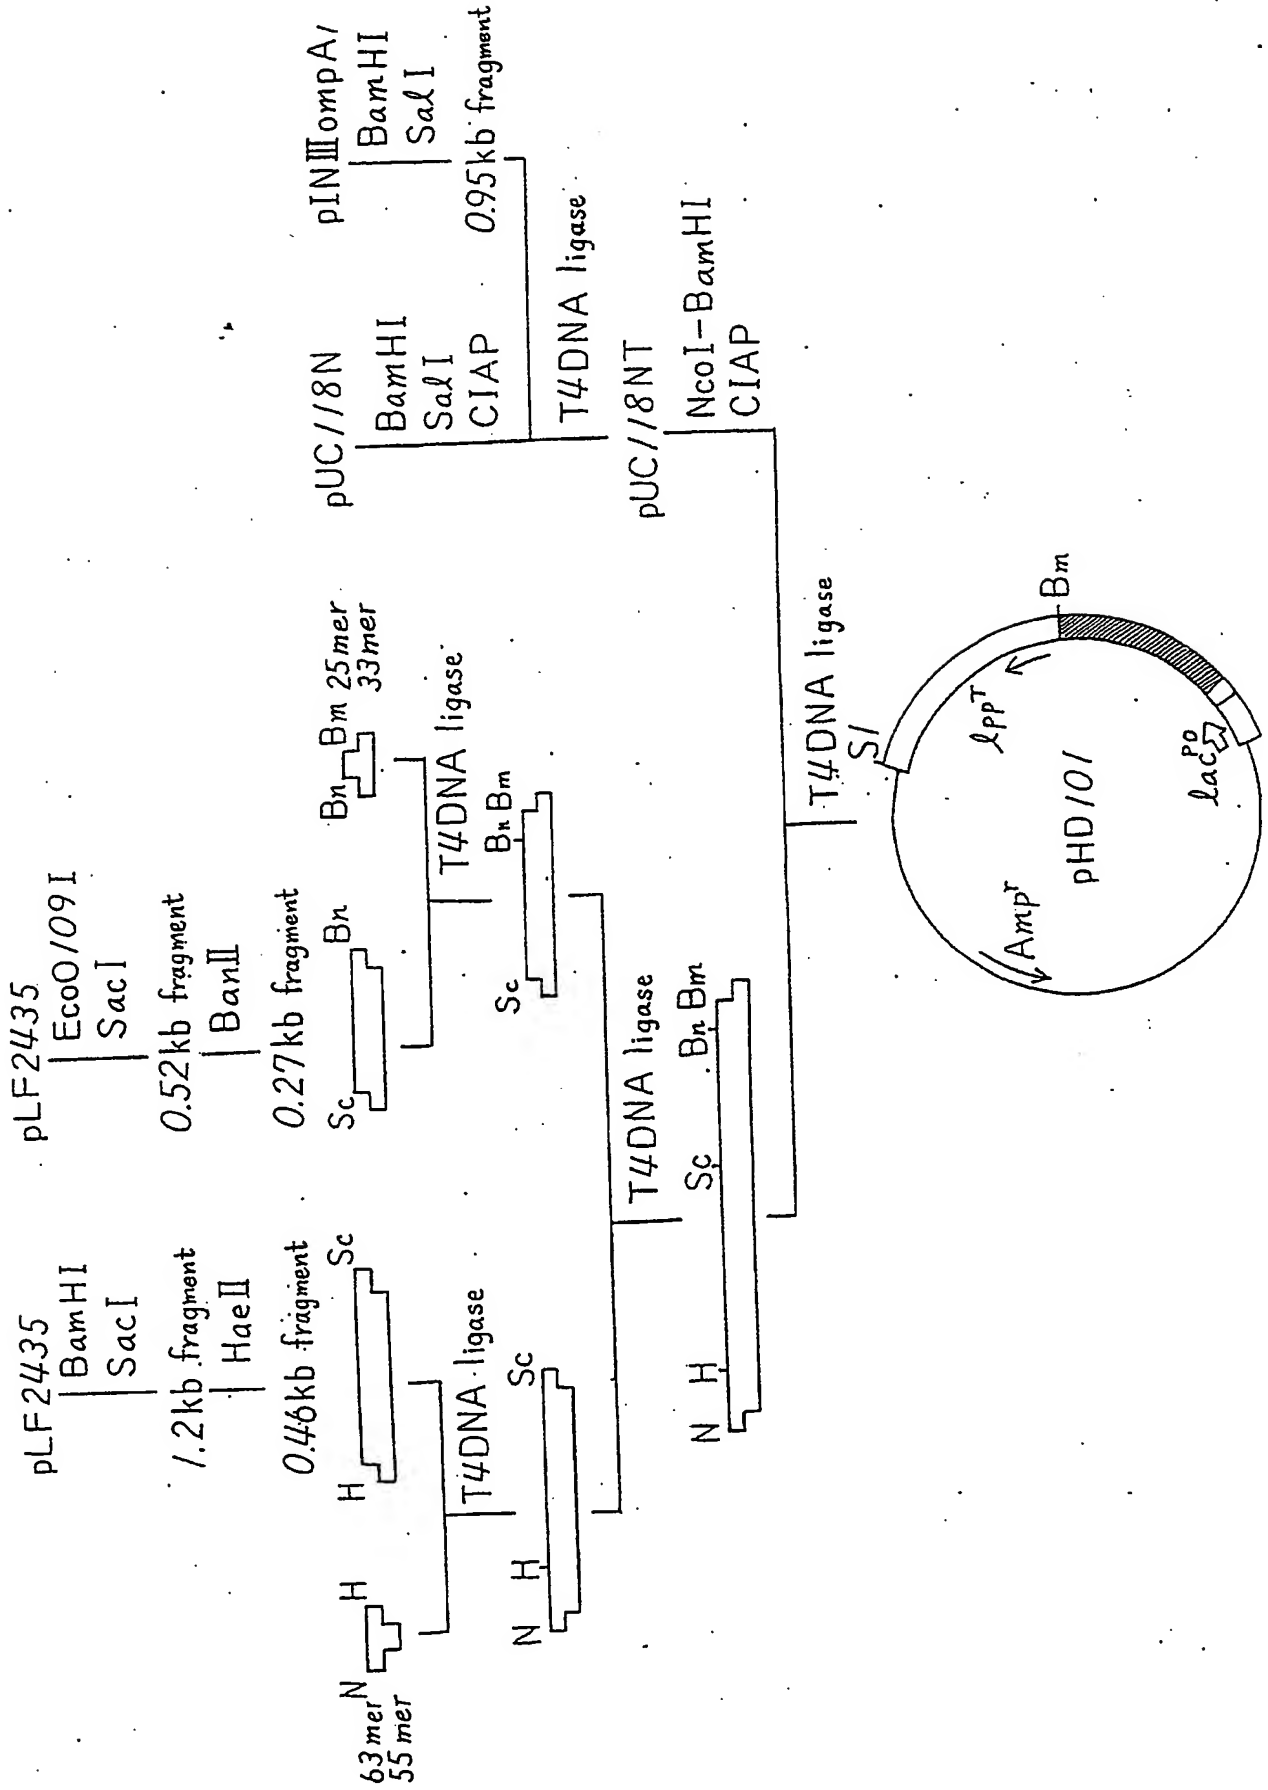 pLF2435
BamHI
SacI
1.2kb fragment
HaeII
0.46kb fragment
63mer
55mer
N H
H Sc
T4DNA ligase
N H Sc
pLF2435
EcoO109I
SacI
0.52kb fragment
BanII
0.27kb fragment
Sc Bn
Bn Bm
25mer
33mer
T4DNA ligase
Sc Bn Bm
T4DNA ligase
N H Sc Bn Bm
pUC118N
BamHI
SalI
CIAP
pINIIIompA1
BamHI
SalI
0.95kb fragment
T4DNA ligase
pUC118NT
NcoI-BamHI
CIAP
T4DNA ligase
Sl
lppT
Bm
Ampr
pHD101
lacPO